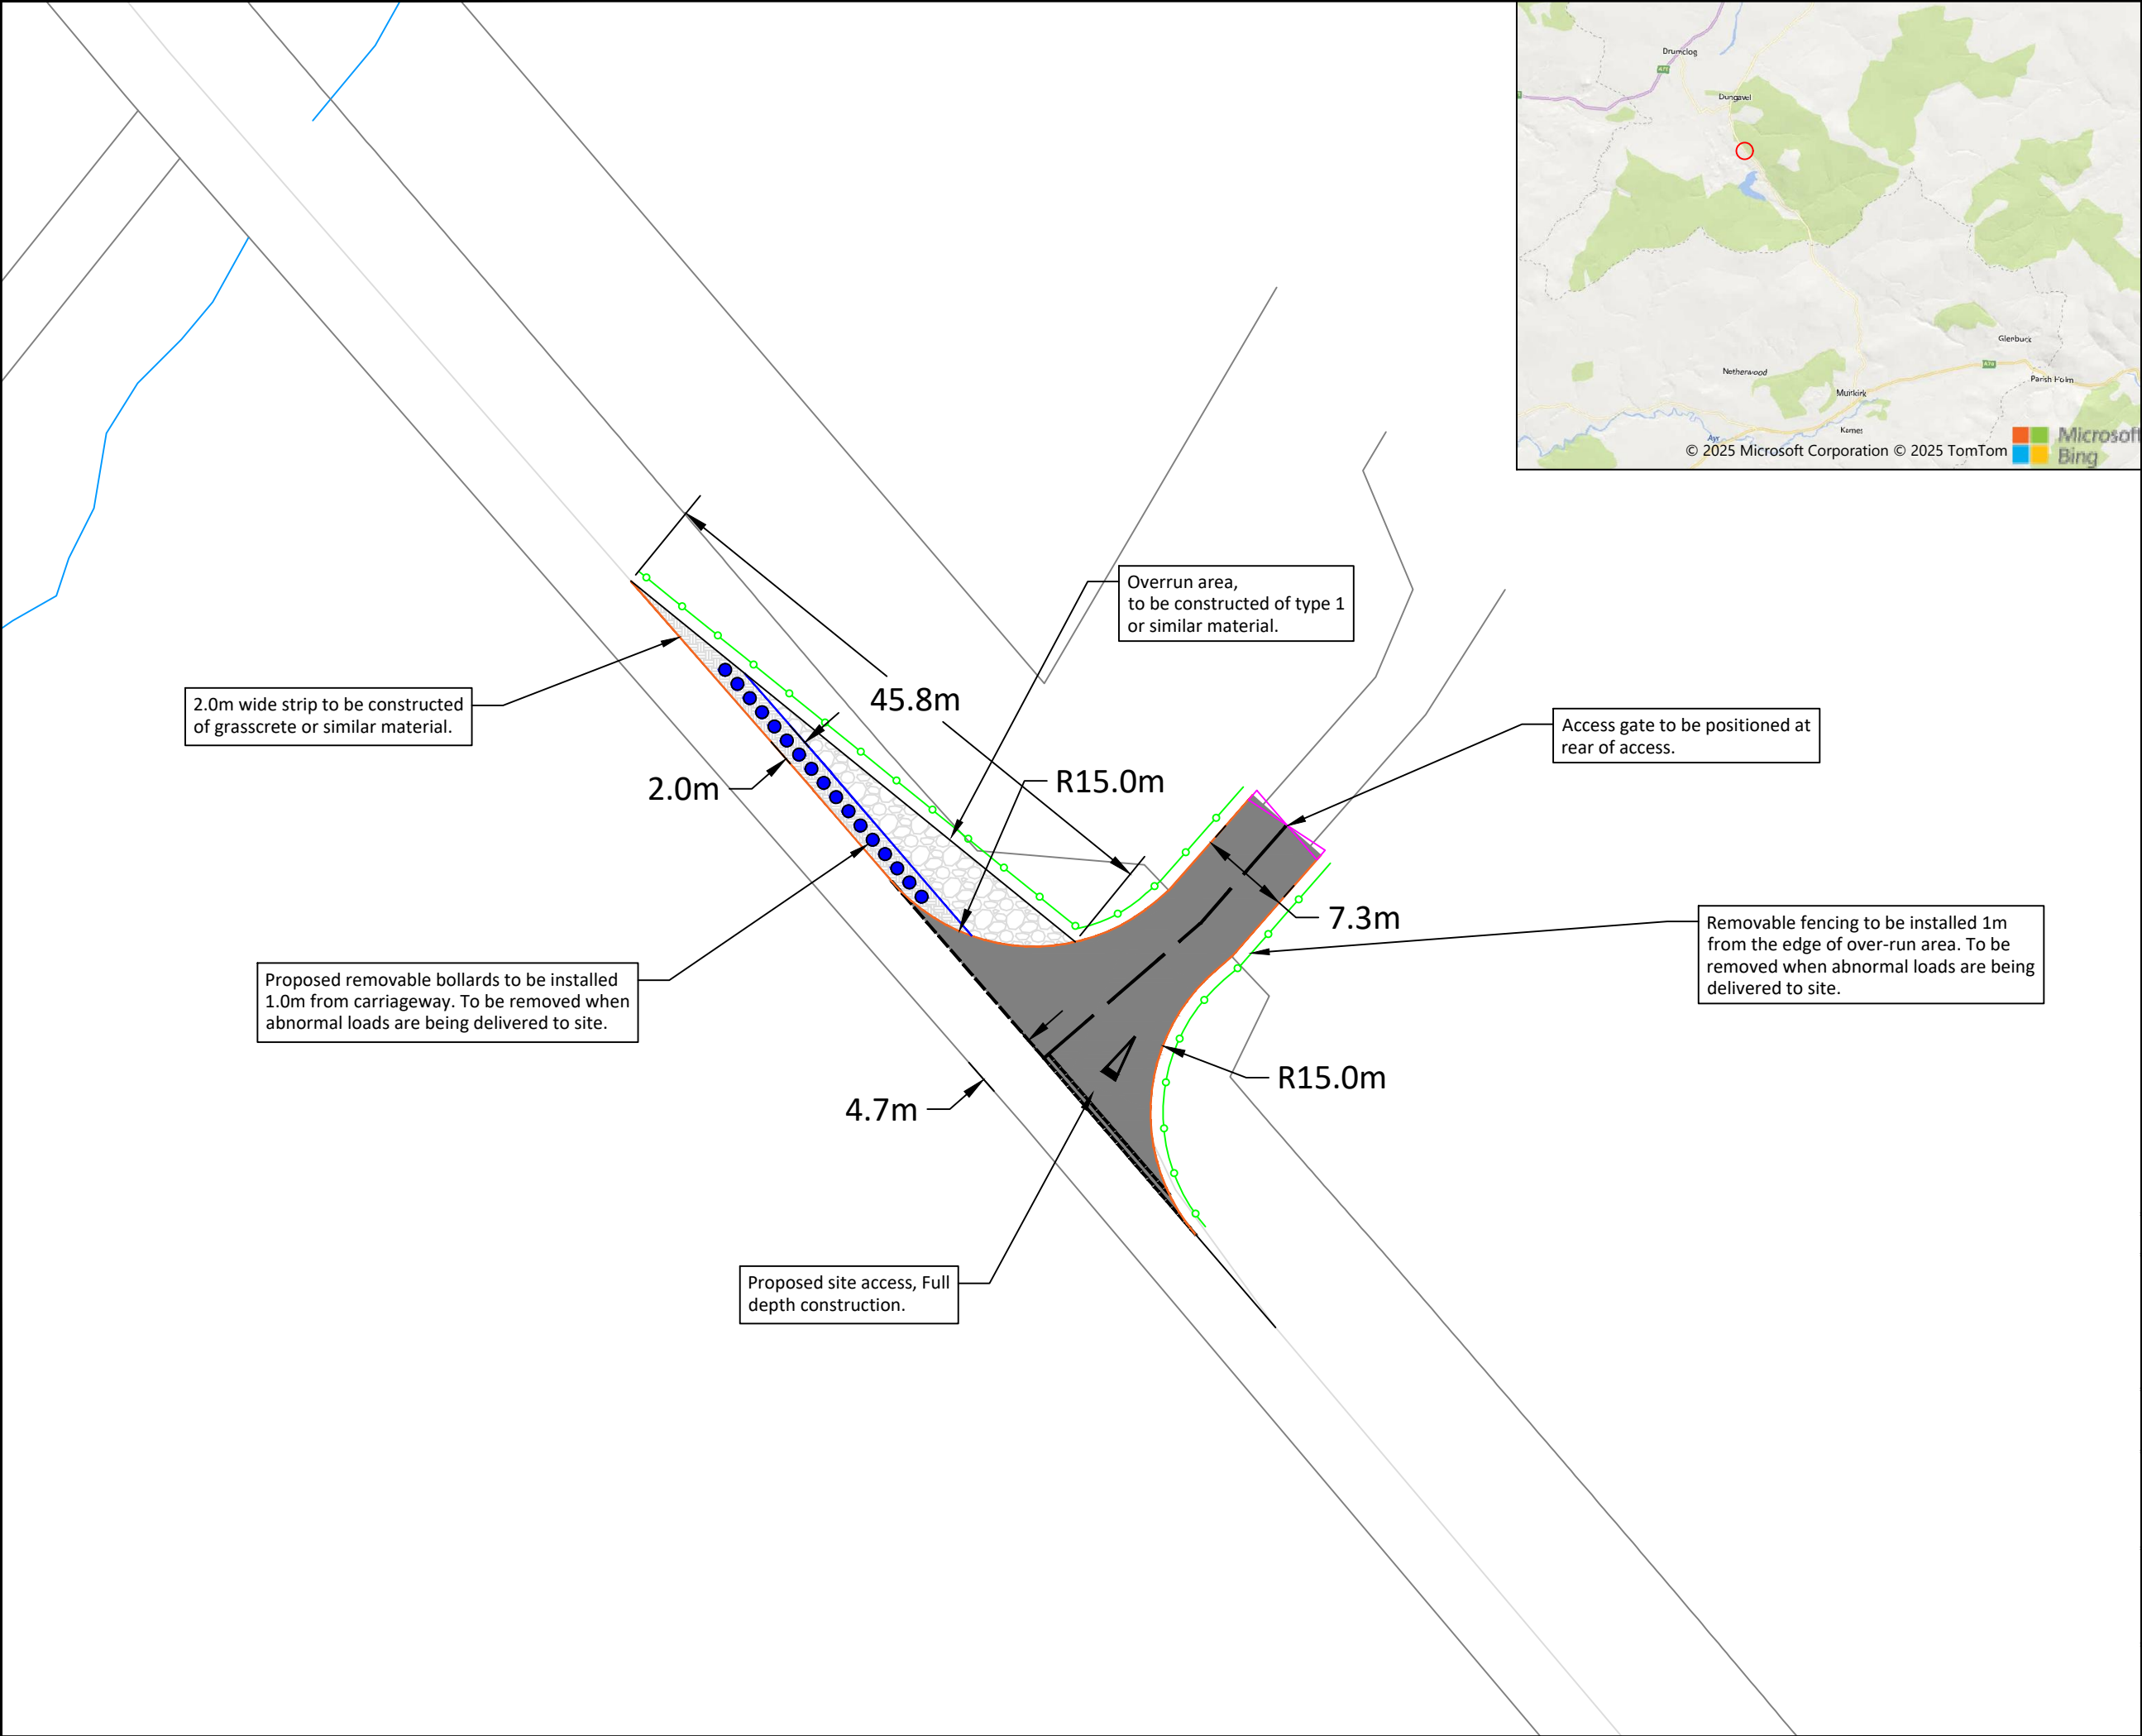 Drumclog
A71
Dungavel
Glenbuck
A70
Netherwood
Parish Holm
Muirkirk
Kames
Ayr
© 2025 Microsoft Corporation © 2025 TomTom
Microsoft
Bing
Overrun area,
to be constructed of type 1
or similar material.
2.0m wide strip to be constructed
of grasscrete or similar material.
45.8m
Access gate to be positioned at
rear of access.
2.0m
R15.0m
7.3m
Removable fencing to be installed 1m
from the edge of over-run area. To be
removed when abnormal loads are being
delivered to site.
Proposed removable bollards to be installed
1.0m from carriageway. To be removed when
abnormal loads are being delivered to site.
R15.0m
4.7m
Proposed site access, Full
depth construction.